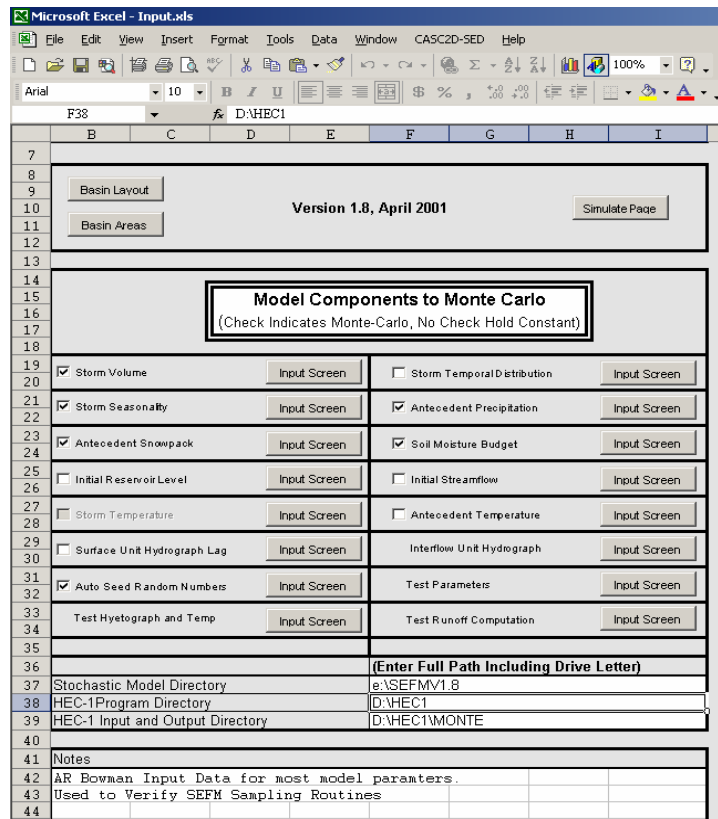 Microsoft Excel - Input.xls
File Edit View Insert Format Tools Data Window CASC2D-SED Help
100%
Arial 10 B I U $ % ,
F38 fx D:\HEC1
B C D E F G H I
7
8
9 Basin Layout
10 Version 1.8, April 2001 Simulate Page
11 Basin Areas
12
13
14
15 Model Components to Monte Carlo
16
17 (Check Indicates Monte-Carlo, No Check Hold Constant)
18
19 Storm Volume Input Screen Storm Temporal Distribution Input Screen
20
21 Storm Seasonality Input Screen Antecedent Precipitation Input Screen
22
23 Antecedent Snowpack Input Screen Soil Moisture Budget Input Screen
24
25 Initial Reservoir Level Input Screen Initial Streamflow Input Screen
26
27 Storm Temperature Input Screen Antecedent Temperature Input Screen
28
29 Surface Unit Hydrograph Lag Input Screen Interflow Unit Hydrograph Input Screen
30
31 Auto Seed Random Numbers Input Screen Test Parameters Input Screen
32
33 Test Hyetograph and Temp Input Screen Test Runoff Computation Input Screen
34
35
36 (Enter Full Path Including Drive Letter)
37 Stochastic Model Directory e:\SEFMV1.8
38 HEC-1Program Directory D:\HEC1
39 HEC-1 Input and Output Directory D:\HEC1\MONTE
40
41 Notes
42 AR Bowman Input Data for most model paramters.
43 Used to Verify SEFM Sampling Routines
44